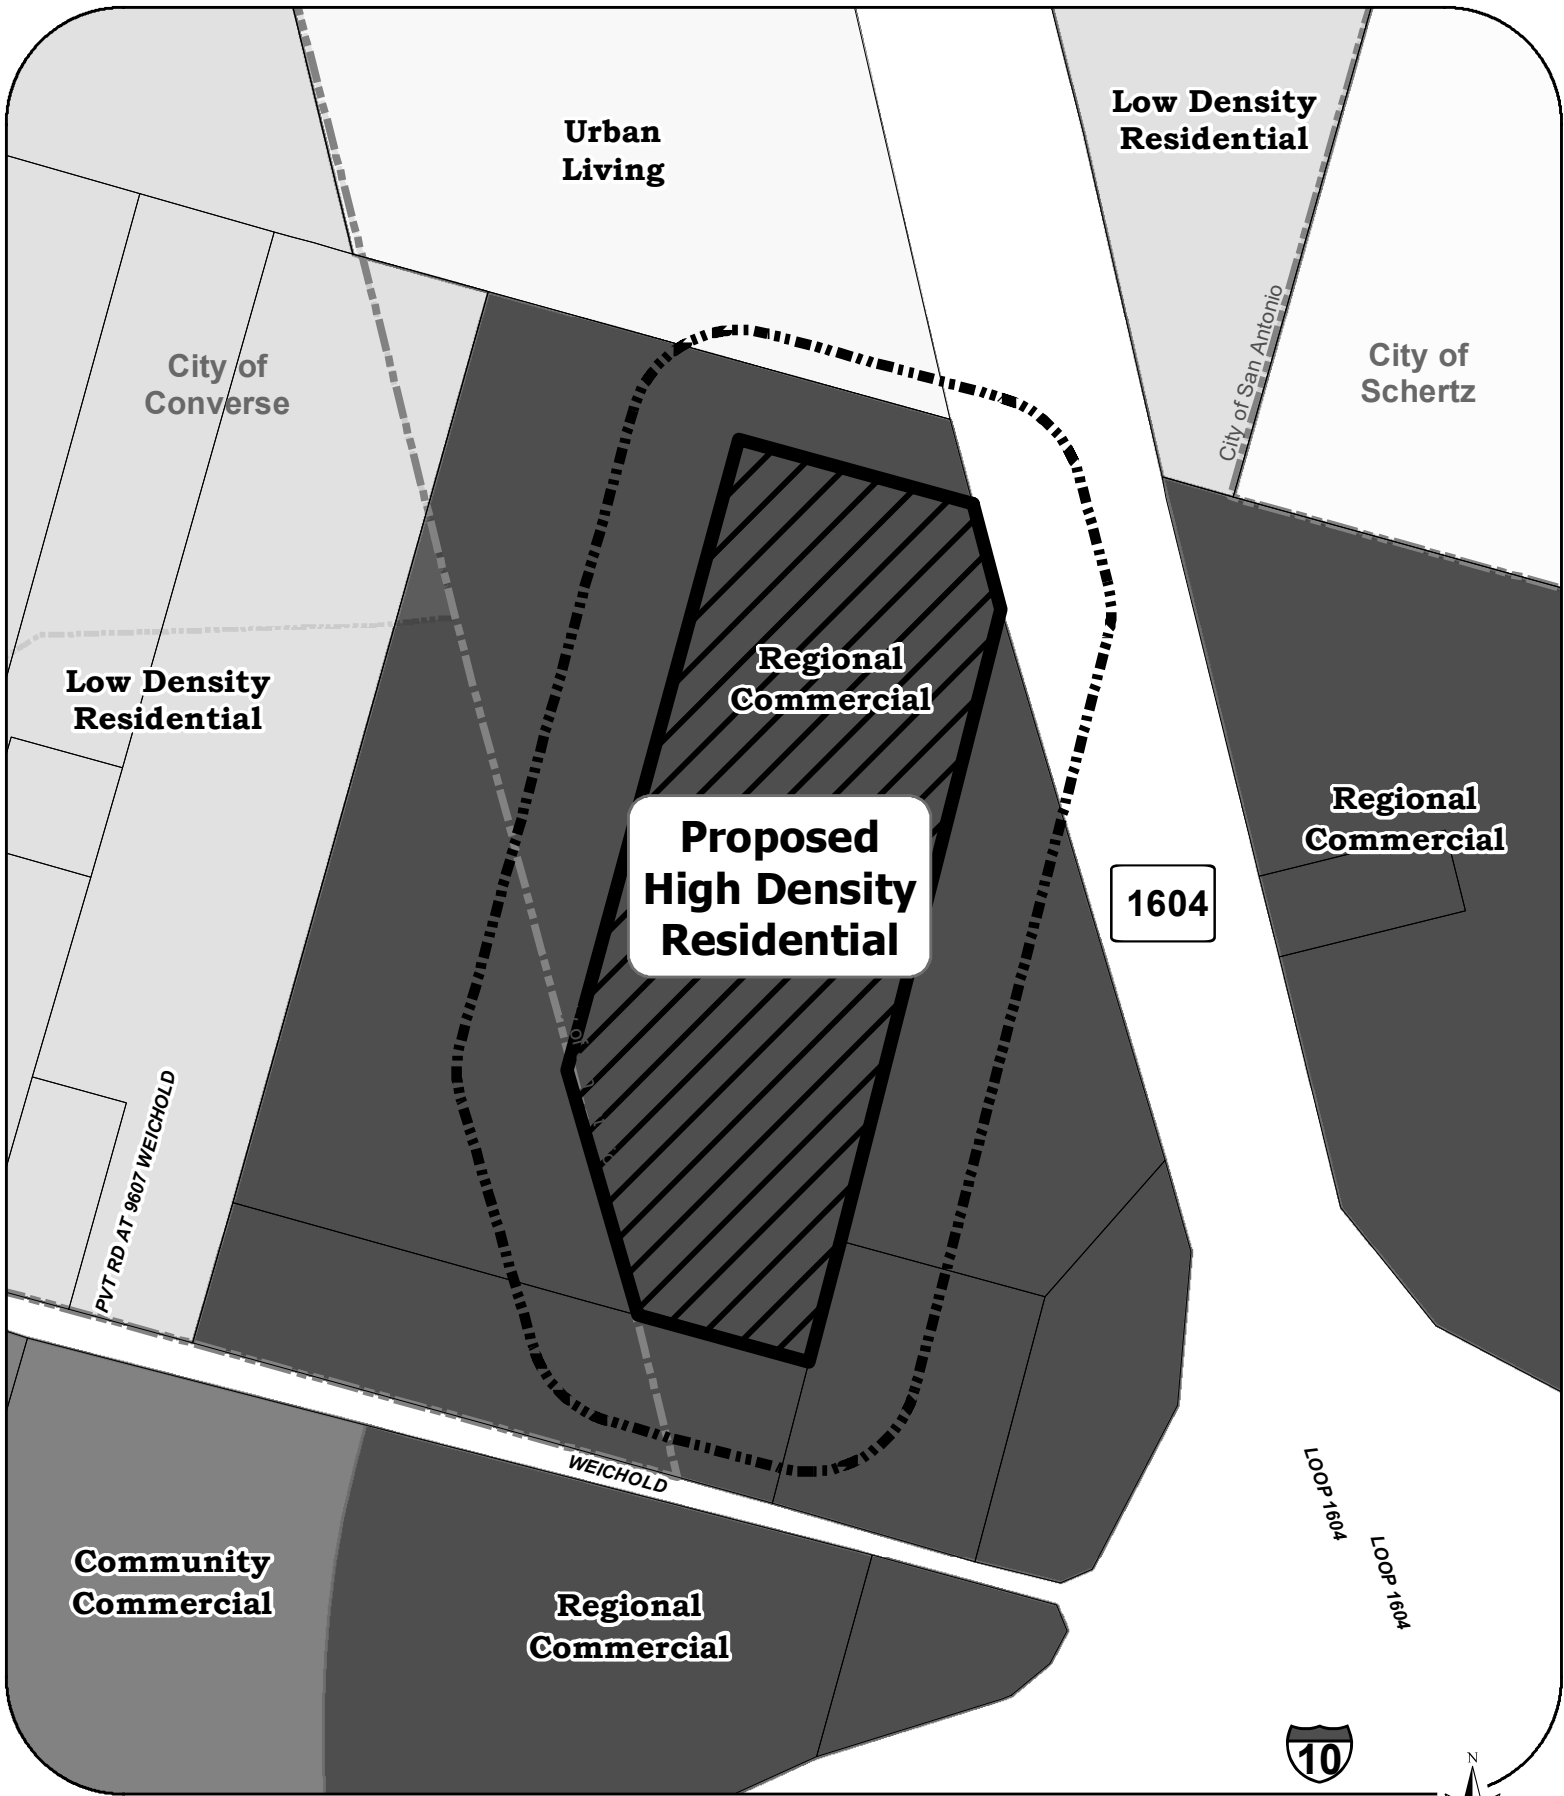 Low Density
Residential
Urban
Living
City of San Antonio
City of
Schertz
City of
Converse
Regional
Commercial
Low Density
Residential
Regional
Commercial
Proposed
High Density
Residential
1604
PVT RD AT 9607 WEICHOLD
WEICHOLD
LOOP 1604
LOOP 1604
Community
Commercial
Regional
Commercial
10
N